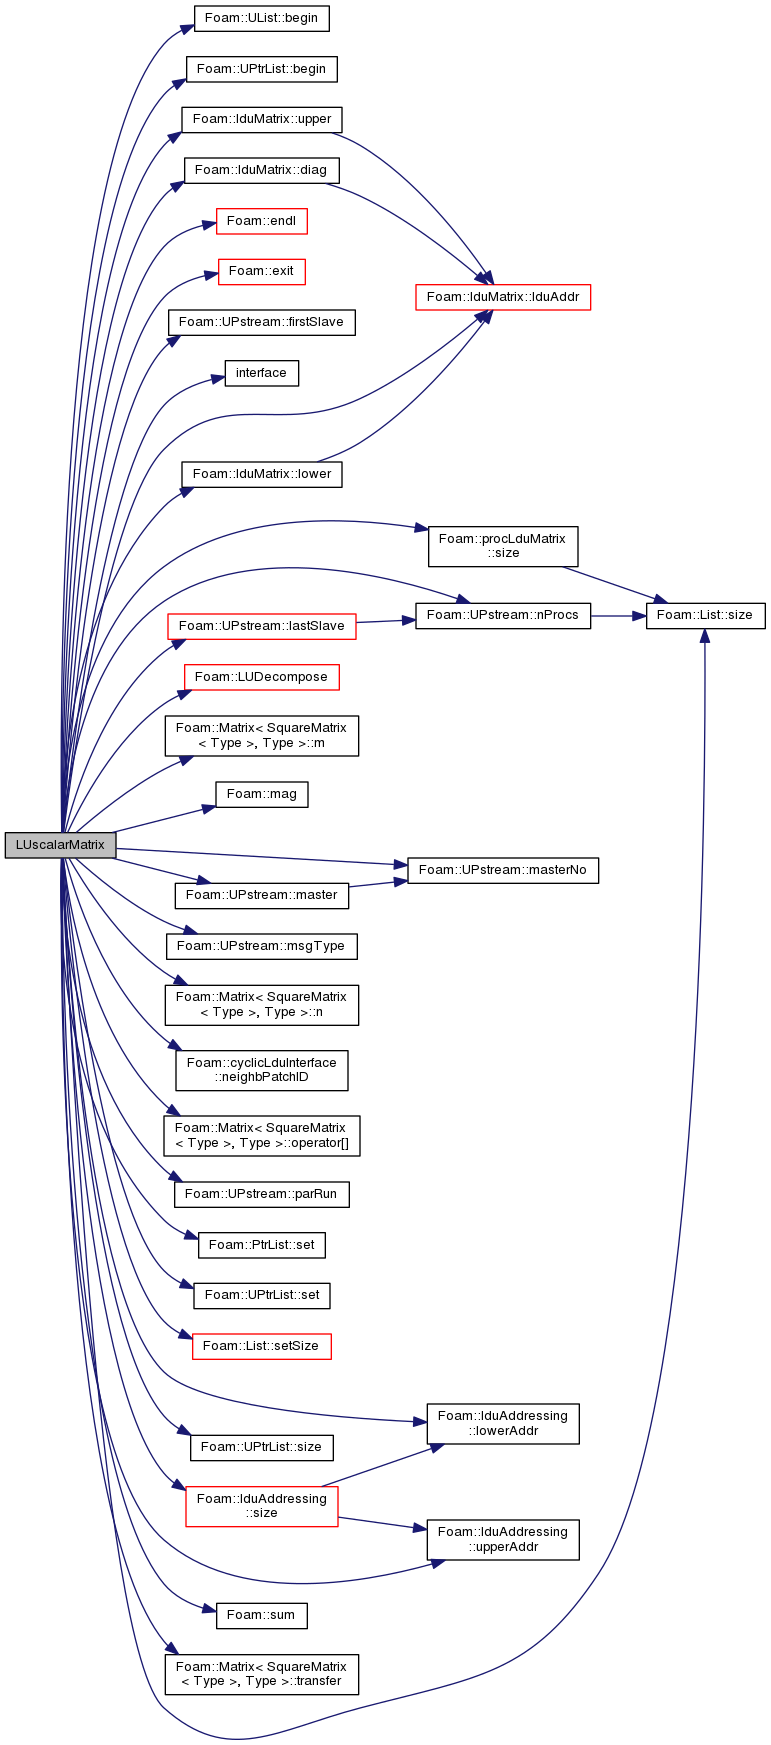 Foam::UList::begin
Foam::UPtrList::begin
Foam::lduMatrix::upper
Foam::lduMatrix::diag
Foam::endl
Foam::exit
Foam::lduMatrix::lduAddr
Foam::UPstream::firstSlave
interface
Foam::lduMatrix::lower
Foam::procLduMatrix
::size
Foam::UPstream::lastSlave
Foam::UPstream::nProcs
Foam::List::size
Foam::LUDecompose
Foam::Matrix< SquareMatrix
< Type >, Type >::m
Foam::mag
LUscalarMatrix
Foam::UPstream::masterNo
Foam::UPstream::master
Foam::UPstream::msgType
Foam::Matrix< SquareMatrix
< Type >, Type >::n
Foam::cyclicLduInterface
::neighbPatchID
Foam::Matrix< SquareMatrix
< Type >, Type >::operator[]
Foam::UPstream::parRun
Foam::PtrList::set
Foam::UPtrList::set
Foam::List::setSize
Foam::lduAddressing
::lowerAddr
Foam::UPtrList::size
Foam::lduAddressing
::size
Foam::lduAddressing
::upperAddr
Foam::sum
Foam::Matrix< SquareMatrix
< Type >, Type >::transfer